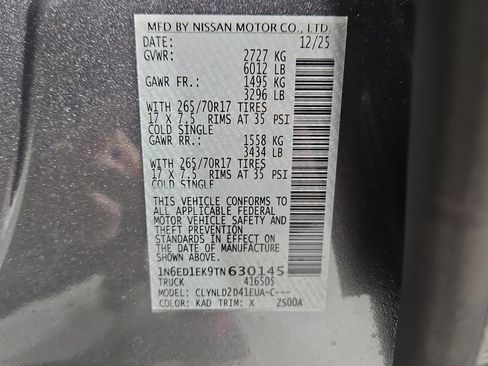 MFD BY NISSAN MOTOR CO., LTD.
DATE: 12/25
GVWR: 2727 KG
6012 LB
GAWR FR.: 1495 KG
3296 LB
WITH 265/70R17 TIRES
17 X 7.5 RIMS AT 35 PSI
COLD SINGLE
GAWR RR.: 1558 KG
3434 LB
WITH 265/70R17 TIRES
17 X 7.5 RIMS AT 35 PSI
COLD SINGLE
THIS VEHICLE CONFORMS TO
ALL APPLICABLE FEDERAL
MOTOR VEHICLE SAFETY AND
THEFT PREVENTION
STANDARDS IN EFFECT ON
THE DATE OF MANUFACTURE
SHOWN ABOVE.
1N6ED1EK9TN630145
TRUCK 416505
MODEL: CLYNLD2D41EUA-C---
COLOR: KAD TRIM: X 2S00A